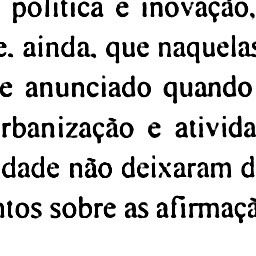 política e inovação,
e, ainda, que naquelas
e anunciado quando
rbanização e ativida
dade não deixaram d
ntos sobre as afirmaçã